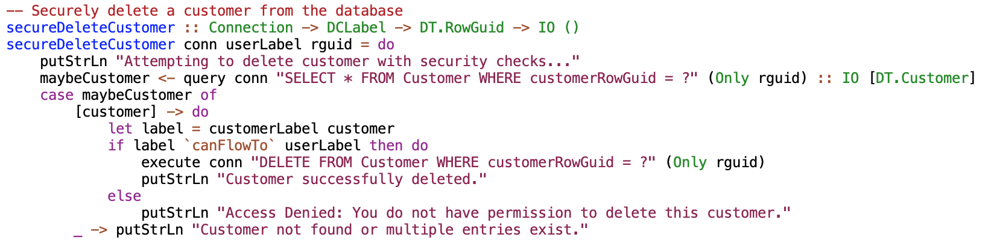 -- Securely delete a customer from the database
secureDeleteCustomer :: Connection -> DCLabel -> DT.RowGuid -> IO ()
secureDeleteCustomer conn userLabel rguid = do
    putStrLn "Attempting to delete customer with security checks..."
    maybeCustomer <- query conn "SELECT * FROM Customer WHERE customerRowGuid = ?" (Only rguid) :: IO [DT.Customer]
    case maybeCustomer of
        [customer] -> do
            let label = customerLabel customer
            if label `canFlowTo` userLabel then do
                execute conn "DELETE FROM Customer WHERE customerRowGuid = ?" (Only rguid)
                putStrLn "Customer successfully deleted."
            else
                putStrLn "Access Denied: You do not have permission to delete this customer."
        _ -> putStrLn "Customer not found or multiple entries exist."